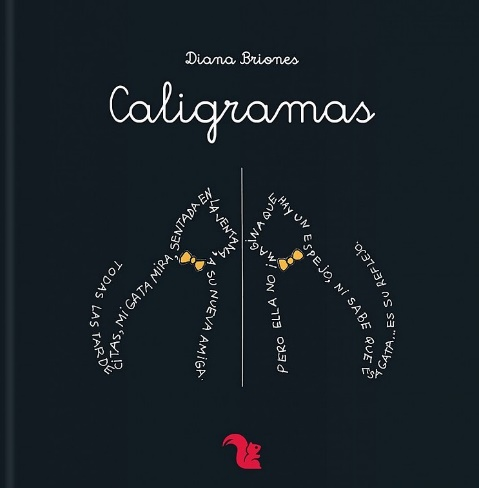 Diana Briones
Caligramas
TODAS LAS TARDECITAS, MI GATA MIRA, SENTADA EN LA VENTANA, A SU NUEVA AMIGA.
PERO ELLA NO IMAGINA QUE HAY UN ESPEJO, NI SABE QUE ESA GATA... ES SU REFLEJO.